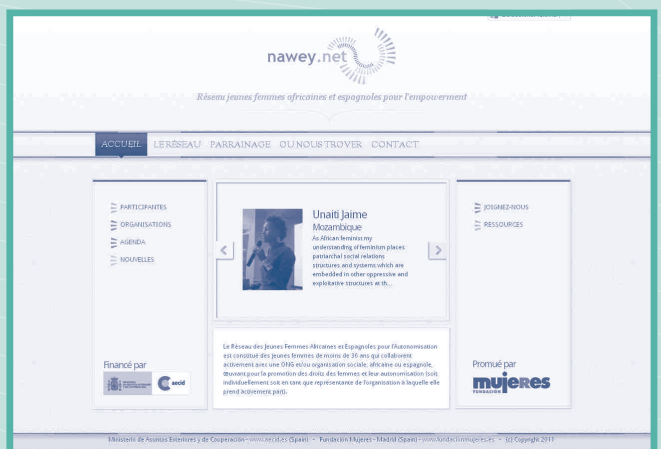 nawey.net
Réseau jeunes femmes africaines et espagnoles pour l'empowerment
ACCUEIL LE RÉSEAU PARRAINAGE OU NOUS TROVER CONTACT
PARTICIPANTES
ORGANISATIONS
AGENDA
NOUVELLES
Financé par
aecid
Unaiti Jaime
Mozambique
As African feminist my
understanding of feminism places
patriarchal social relations
structures and systems which are
embedded in other oppressive and
exploitative structures at th...
Le Réseau des Jeunes Femmes Africaines et Espagnoles pour l'Autonomisation
est constitué des jeunes femmes de moins de 36 ans qui collaborent
activement avec une ONG et/ou organisation sociale, africaine ou espagnole,
Œuvrant pour la promotion des droits des femmes et leur autonomisation (soit
individuellement soit en tant que représentante de l'organisation à laquelle elle
prend activement part).
JOIGNEZ-NOUS
RESSOURCES
Promué par
mujeres
FUNDACIÓN
Ministerio de Asuntos Exteriores y de Cooperación - www.aecid.es (Spain) - Fundación Mujeres - Madrid (Spain) - www.fundacionmujeres.es - (c) Copyright 2011